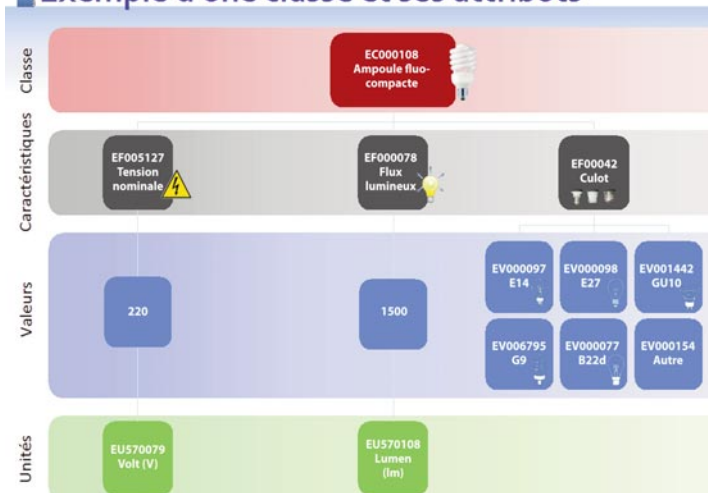 Exemple d'une classe et ses attributs
Classe
EC000108
Ampoule fluo-
compacte
Caractéristiques
EF005127
Tension
nominale
EF000078
Flux
lumineux
EF00042
Culot
Valeurs
220
1500
EV000097
E14
EV000098
E27
EV001442
GU10
EV006795
G9
EV000077
B22d
EV000154
Autre
Unités
EU570079
Volt (V)
EU570108
Lumen
(lm)